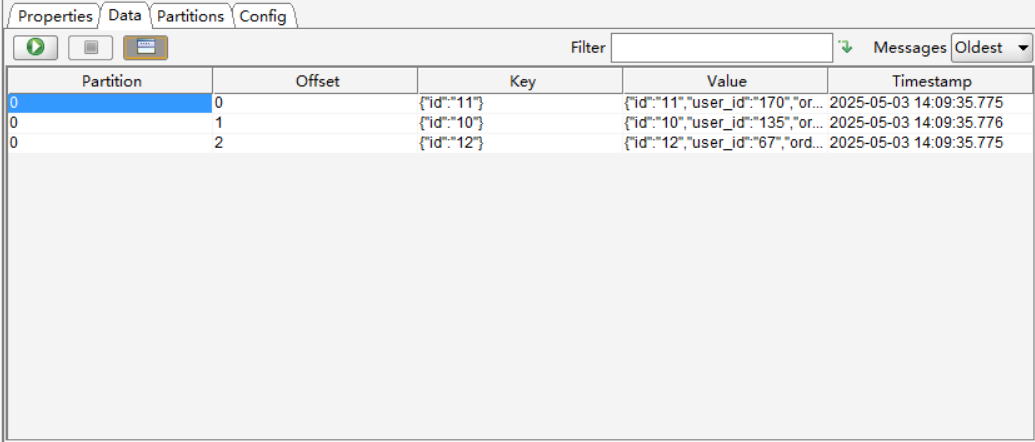 Properties Data Partitions Config
Filter Messages Oldest
Partition Offset Key Value Timestamp
0 0 {"id":"11"} {"id":"11","user_id":"170","or... 2025-05-03 14:09:35.775
0 1 {"id":"10"} {"id":"10","user_id":"135","or... 2025-05-03 14:09:35.776
0 2 {"id":"12"} {"id":"12","user_id":"67","ord... 2025-05-03 14:09:35.775